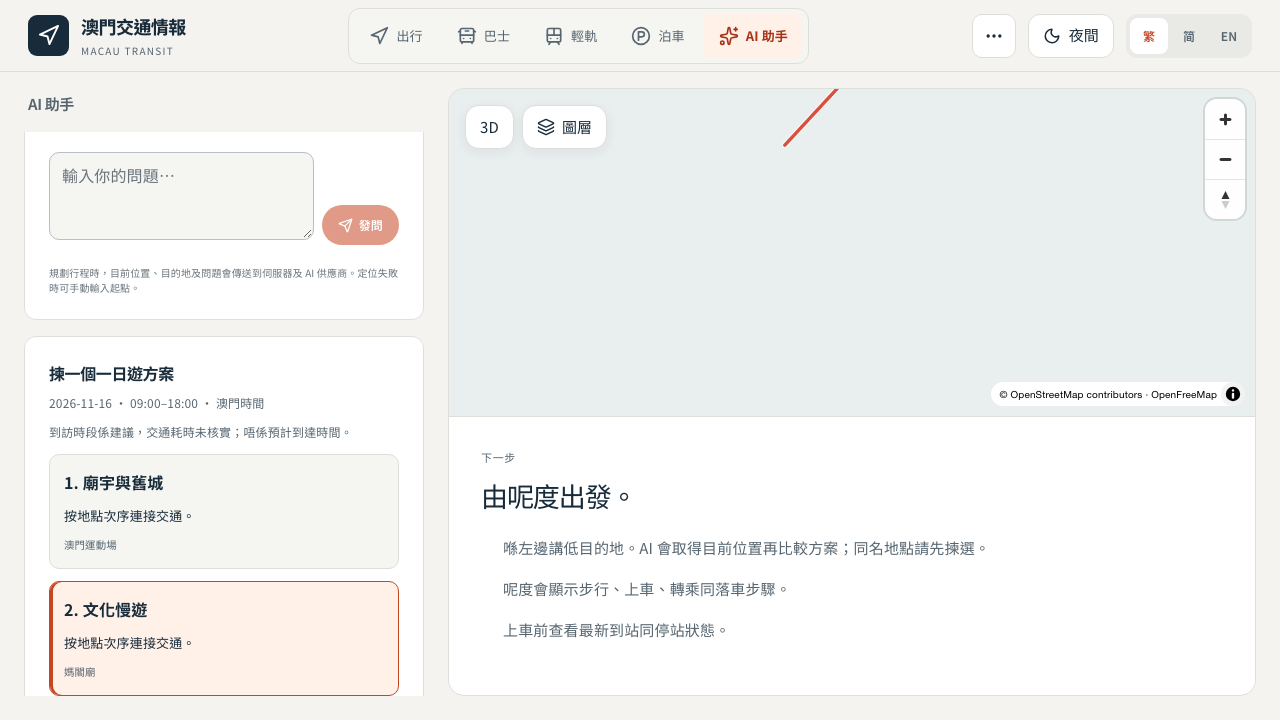 澳門交通情報
MACAU TRANSIT
出行
巴士
輕軌
泊車
AI 助手
夜間
繁
简
EN
AI 助手
輸入你的問題…
發問
規劃行程時，目前位置、目的地及問題會傳送到伺服器及 AI 供應商。定位失敗
時可手動輸入起點。
揀一個一日遊方案
2026-11-16 · 09:00–18:00 · 澳門時間
到訪時段係建議，交通耗時未核實；唔係預計到達時間。
1. 廟宇與舊城
按地點次序連接交通。
澳門運動場
2. 文化慢遊
按地點次序連接交通。
媽閣廟
3D
圖層
© OpenStreetMap contributors · OpenFreeMap
下一步
由呢度出發。
喺左邊講低目的地。AI 會取得目前位置再比較方案；同名地點請先揀選。
呢度會顯示步行、上車、轉乘同落車步驟。
上車前查看最新到站同停站狀態。